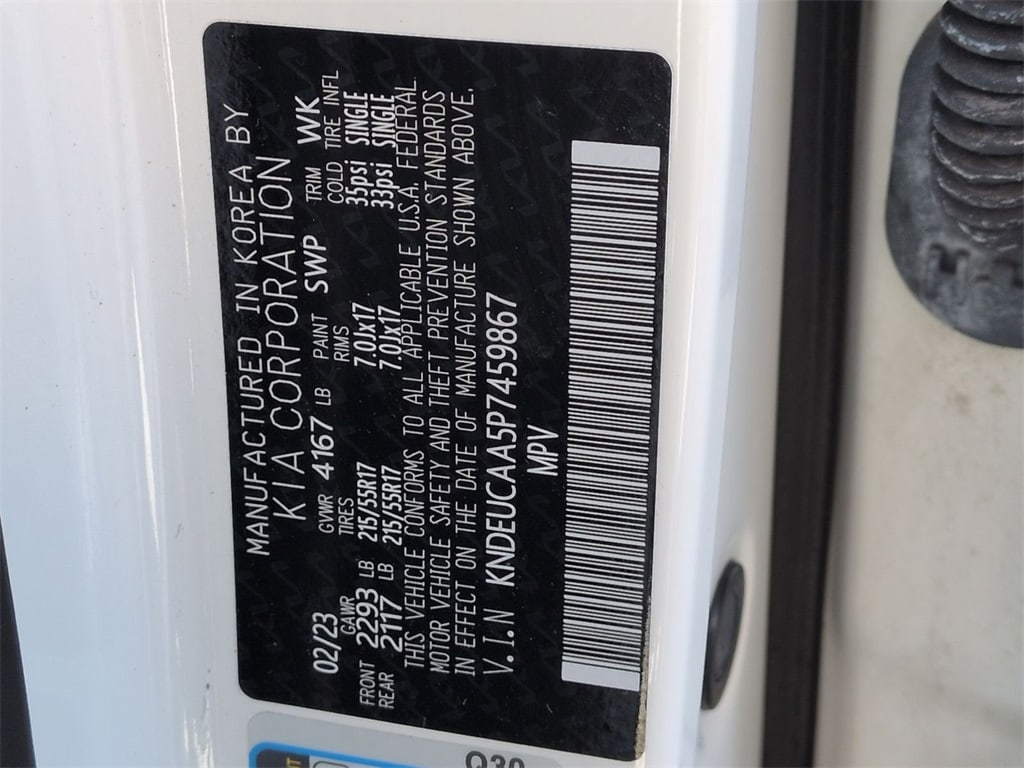 MANUFACTURED IN KOREA BY
KIA CORPORATION
02/23 GVWR 4167 LB PAINT SWP TRIM WK
GAWR TIRES RIMS COLD TIRE INFL
FRONT 2293 LB 215/55R17 7.0Jx17 35psi SINGLE
REAR 2117 LB 215/55R17 7.0Jx17 33psi SINGLE
THIS VEHICLE CONFORMS TO ALL APPLICABLE U.S.A. FEDERAL
MOTOR VEHICLE SAFETY AND THEFT PREVENTION STANDARDS
IN EFFECT ON THE DATE OF MANUFACTURE SHOWN ABOVE.
V.I.N KNDEUCAA5P7459867
MPV
Q30